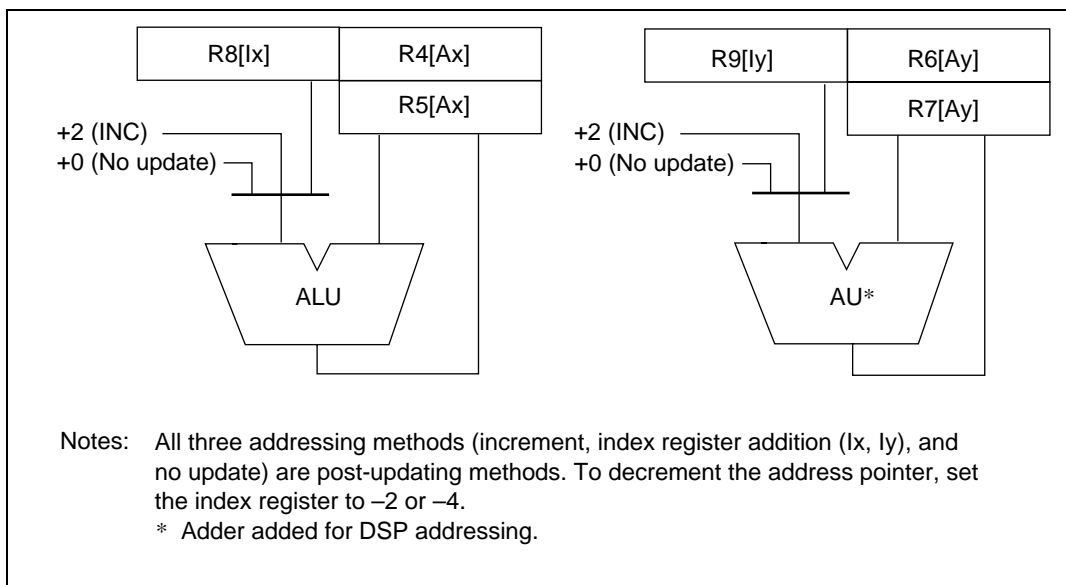 R8[Ix]
R4[Ax]
R5[Ax]
+2 (INC)
+0 (No update)
ALU
R9[Iy]
R6[Ay]
R7[Ay]
+2 (INC)
+0 (No update)
AU*
Notes: All three addressing methods (increment, index register addition (Ix, Iy), and
no update) are post-updating methods. To decrement the address pointer, set
the index register to –2 or –4.
* Adder added for DSP addressing.